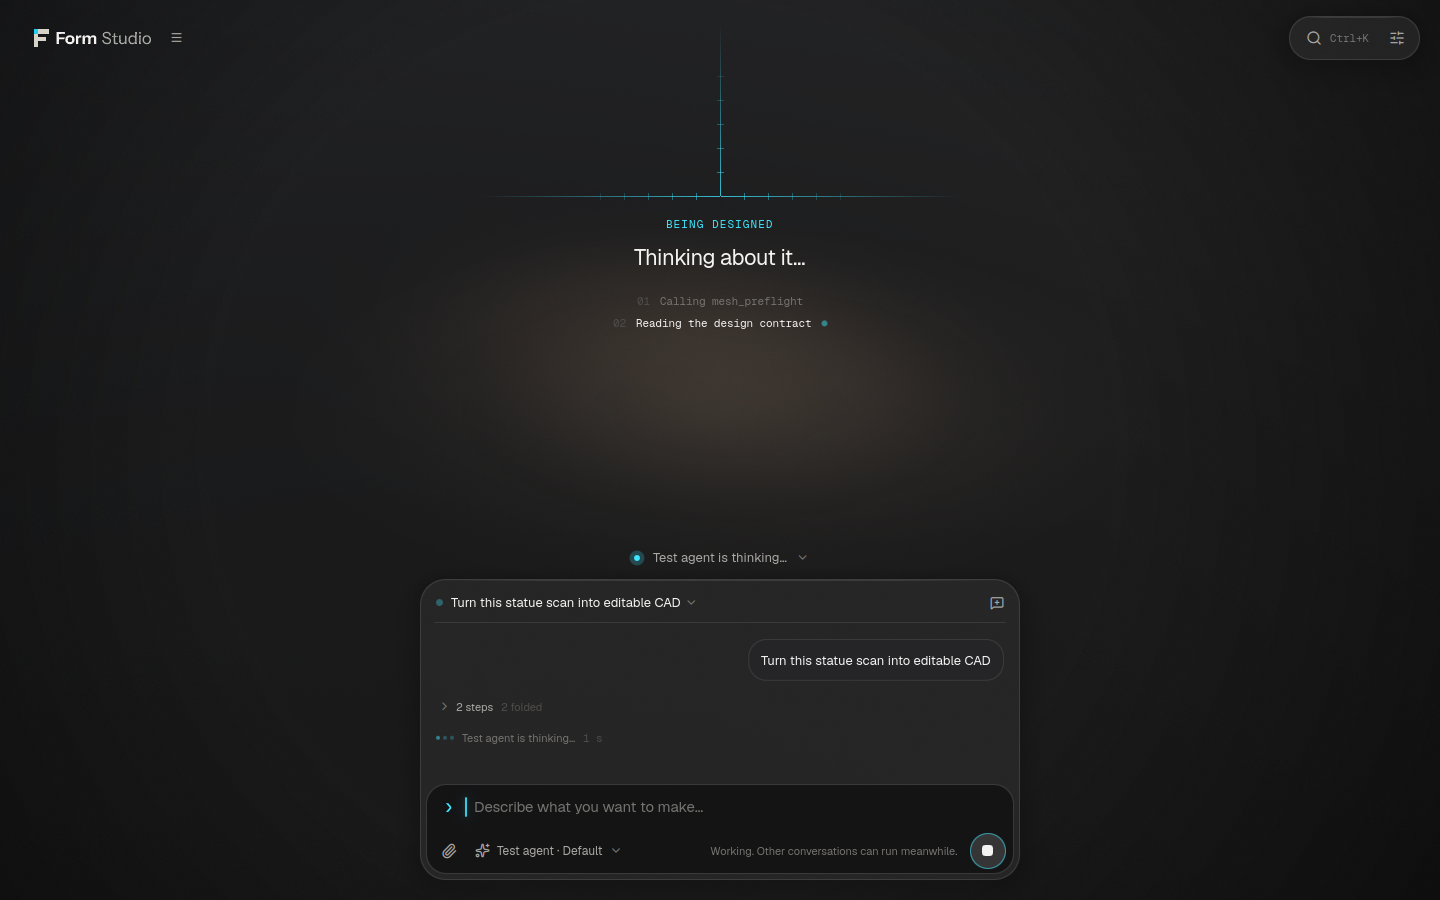 Form Studio
Ctrl+K
BEING DESIGNED
Thinking about it...
01 Calling mesh_preflight
02 Reading the design contract
Test agent is thinking...
Turn this statue scan into editable CAD
Turn this statue scan into editable CAD
2 steps 2 folded
Test agent is thinking... 1 s
Describe what you want to make...
Test agent · Default
Working. Other conversations can run meanwhile.